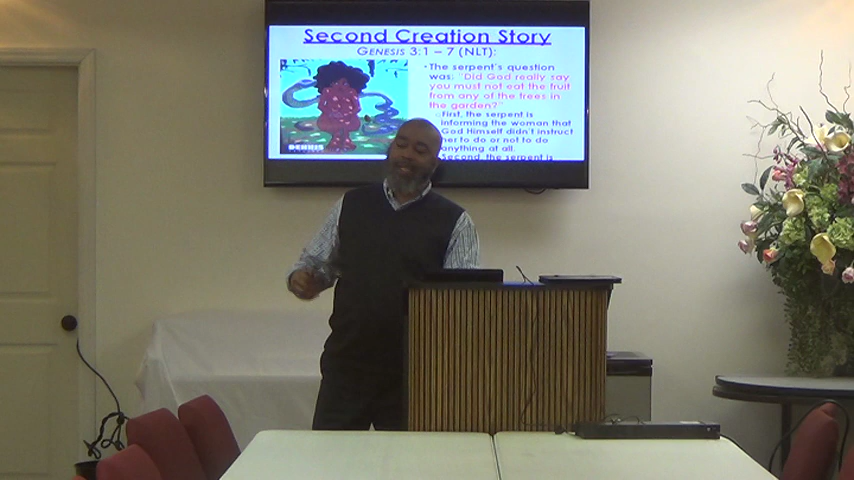 Second Creation Story
Genesis 3:1 – 7 (NLT):
• The serpent's question
was: "Did God really say
you must not eat the fruit
from any of the trees in
the garden?"
First, the serpent is
informing the woman that
God Himself didn't instruct
her to do or not to do
anything at all.
Second, the serpent is
DENNIS